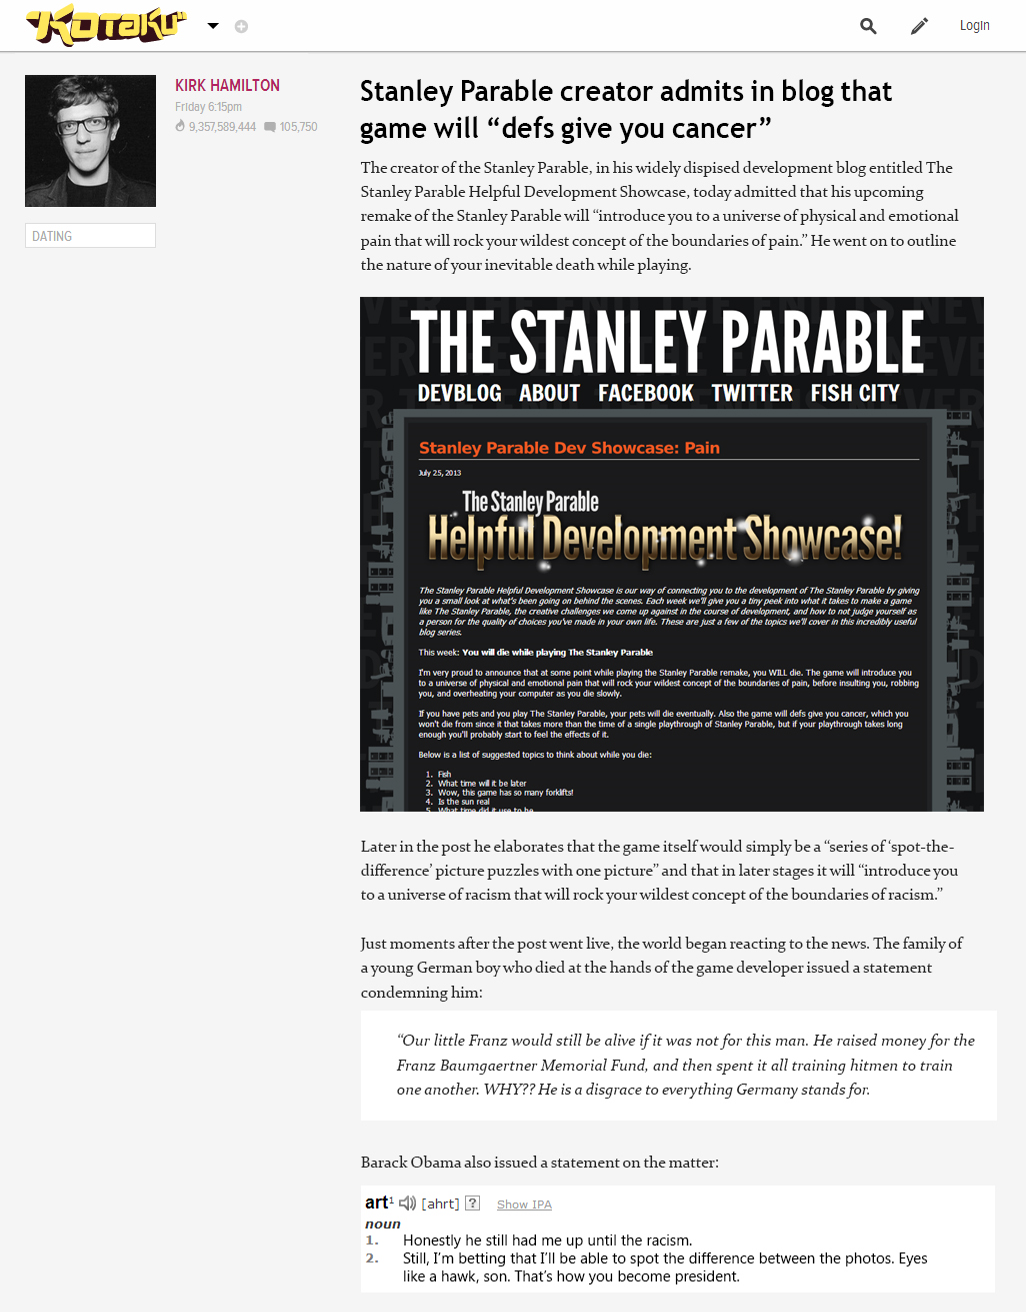 KOTAKU
Login
KIRK HAMILTON
Friday 6:15pm
9,357,589,444 105,750
DATING
Stanley Parable creator admits in blog that
game will “defs give you cancer”
The creator of the Stanley Parable, in his widely dispised development blog entitled The
Stanley Parable Helpful Development Showcase, today admitted that his upcoming
remake of the Stanley Parable will “introduce you to a universe of physical and emotional
pain that will rock your wildest concept of the boundaries of pain.” He went on to outline
the nature of your inevitable death while playing.
THE STANLEY PARABLE
DEVBLOG ABOUT FACEBOOK TWITTER FISH CITY
Stanley Parable Dev Showcase: Pain
July 25, 2013
The Stanley Parable
Helpful Development Showcase!
The Stanley Parable Helpful Development Showcase is our way of connecting you to the development of The Stanley Parable by giving
you a small look at what's been going on behind the scenes. Each week we'll give you a tiny peek into what it takes to make a game
like The Stanley Parable, the creative challenges we come up against in the course of development, and how to not judge yourself as
a person for the quality of choices you've made in your own life. These are just a few of the topics we'll cover in this incredibly useful
blog series.
This week: You will die while playing The Stanley Parable
I'm very proud to announce that at some point while playing the Stanley Parable remake, you WILL die. The game will introduce you
to a universe of physical and emotional pain that will rock your wildest concept of the boundaries of pain, before insulting you, robbing
you, and overheating your computer as you die slowly.
If you have pets and you play The Stanley Parable, your pets will die eventually. Also the game will defs give you cancer, which you
won't die from since it that takes more than the time of a single playthrough of Stanley Parable, but if your playthrough takes long
enough you'll probably start to feel the effects of it.
Below is a list of suggested topics to think about while you die:
1. Fish
2. What time will it be later
3. Wow, this game has so many forklifts!
4. Is the sun real
5. What time did it use to be
Later in the post he elaborates that the game itself would simply be a “series of ‘spot-the-
difference’ picture puzzles with one picture” and that in later stages it will “introduce you
to a universe of racism that will rock your wildest concept of the boundaries of racism.”
Just moments after the post went live, the world began reacting to the news. The family of
a young German boy who died at the hands of the game developer issued a statement
condemning him:
“Our little Franz would still be alive if it was not for this man. He raised money for the
Franz Baumgaertner Memorial Fund, and then spent it all training hitmen to train
one another. WHY?? He is a disgrace to everything Germany stands for.
Barack Obama also issued a statement on the matter:
art1 [ahrt] ? Show IPA
noun
1. Honestly he still had me up until the racism.
2. Still, I'm betting that I'll be able to spot the difference between the photos. Eyes
like a hawk, son. That's how you become president.